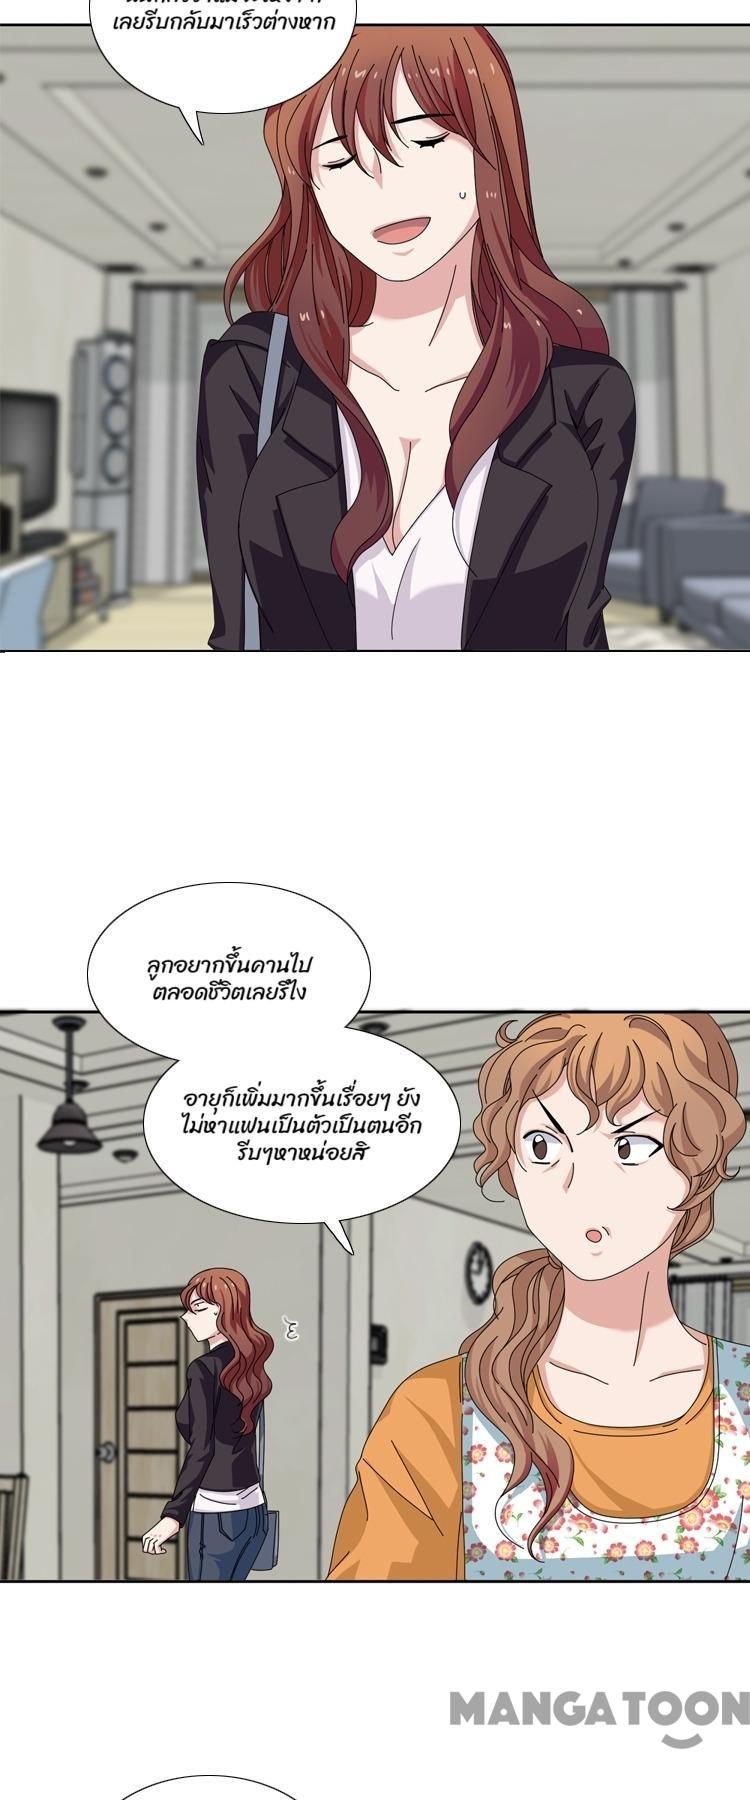 เลยรีบกลับมาเร็วต่างหาก
ลูกอยากขึ้นคานไป
ตลอดชีวิตเลยรึไง
อายุก็เพิ่มมากขึ้นเรื่อยๆ ยัง
ไม่หาแฟนเป็นตัวเป็นตนอีก
รีบๆหาหน่อยสิ
MANGATOON